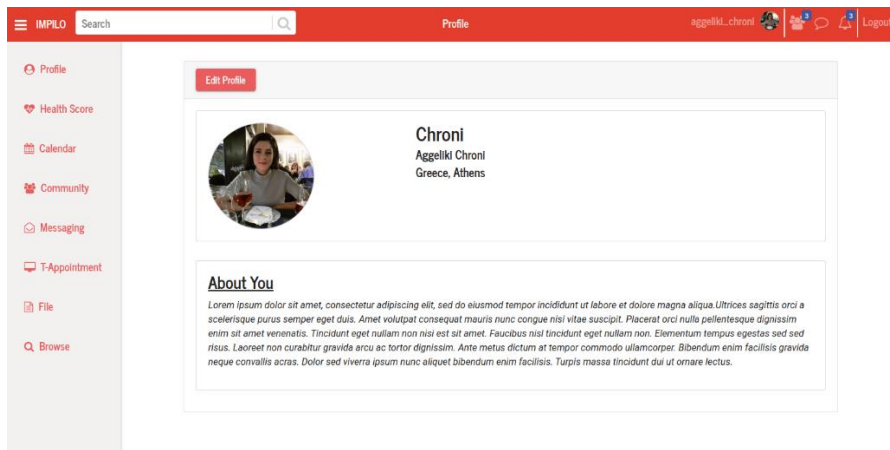 IMPILO
Search
Profile
aggeliki_chroni
3
3
Logout
Profile
Health Score
Calendar
Community
Messaging
T-Appointment
File
Browse
Edit Profile
Chroni
Aggeliki Chroni
Greece, Athens
About You
Lorem ipsum dolor sit amet, consectetur adipiscing elit, sed do eiusmod tempor incididunt ut labore et dolore magna aliqua.Ultrices sagittis orci a
scelerisque purus semper eget duis. Amet volutpat consequat mauris nunc congue nisi vitae suscipit. Placerat orci nulla pellentesque dignissim
enim sit amet venenatis. Tincidunt eget nullam non nisi est sit amet. Faucibus nisl tincidunt eget nullam non. Elementum tempus egestas sed sed
risus. Laoreet non curabitur gravida arcu ac tortor dignissim. Ante metus dictum at tempor commodo ullamcorper. Bibendum enim facilisis gravida
neque convallis acras. Dolor sed viverra ipsum nunc aliquet bibendum enim facilisis. Turpis massa tincidunt dui ut ornare lectus.